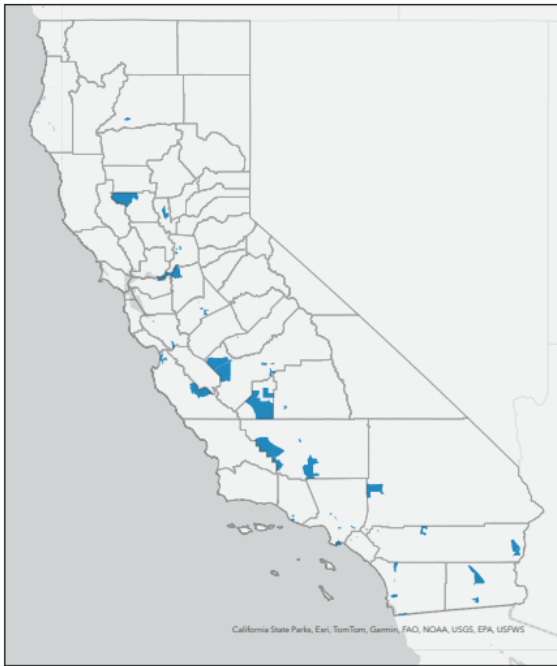 California State Parks, Esri, TomTom, Garmin, FAO, NOAA, USGS, EPA, USFWS